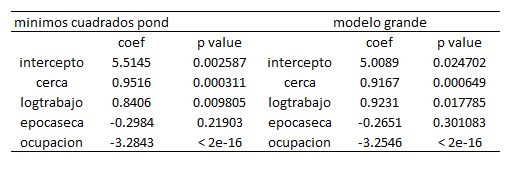 minimos cuadrados pond modelo grande
coef p value coef p value
intercepto 5.5145 0.002587 intercepto 5.0089 0.024702
cerca 0.9516 0.000311 cerca 0.9167 0.000649
logtrabajo 0.8406 0.009805 logtrabajo 0.9231 0.017785
epocaseca -0.2984 0.21903 epocaseca -0.2651 0.301083
ocupacion -3.2843 < 2e-16 ocupacion -3.2546 < 2e-16